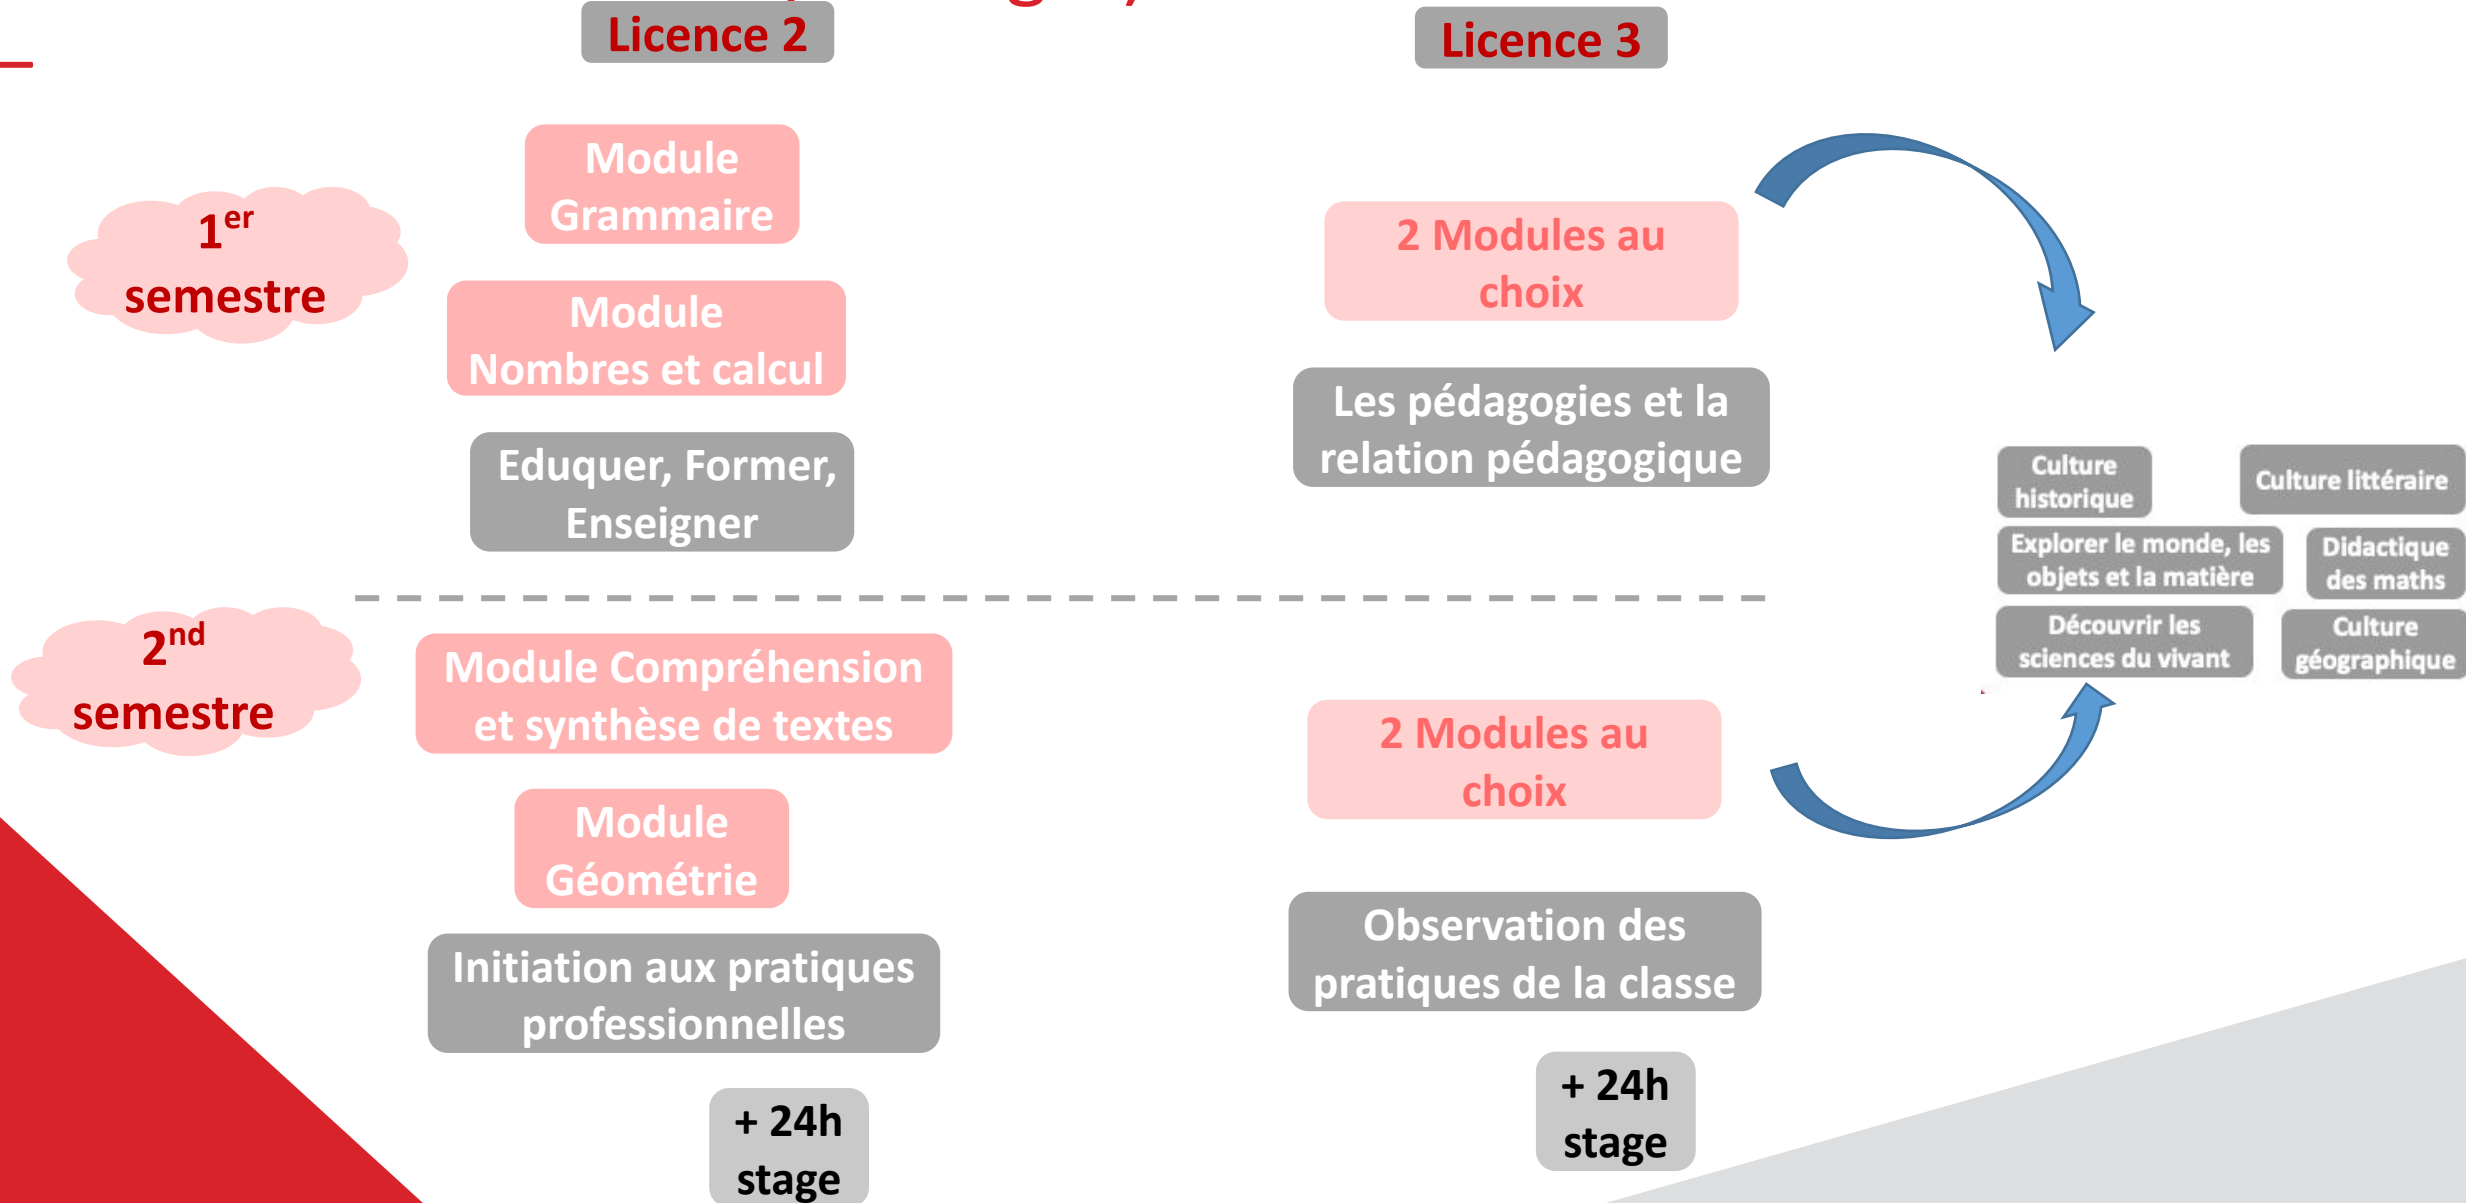 Licence 2
Licence 3
1er
semestre
Module
Grammaire
Module
Nombres et calcul
Eduquer, Former,
Enseigner
2 Modules au
choix
Les pédagogies et la
relation pédagogique
Culture
historique
Culture littéraire
Explorer le monde, les
objets et la matière
Didactique
des maths
Découvrir les
sciences du vivant
Culture
géographique
2nd
semestre
Module Compréhension
et synthèse de textes
Module
Géométrie
Initiation aux pratiques
professionnelles
+ 24h
stage
2 Modules au
choix
Observation des
pratiques de la classe
+ 24h
stage